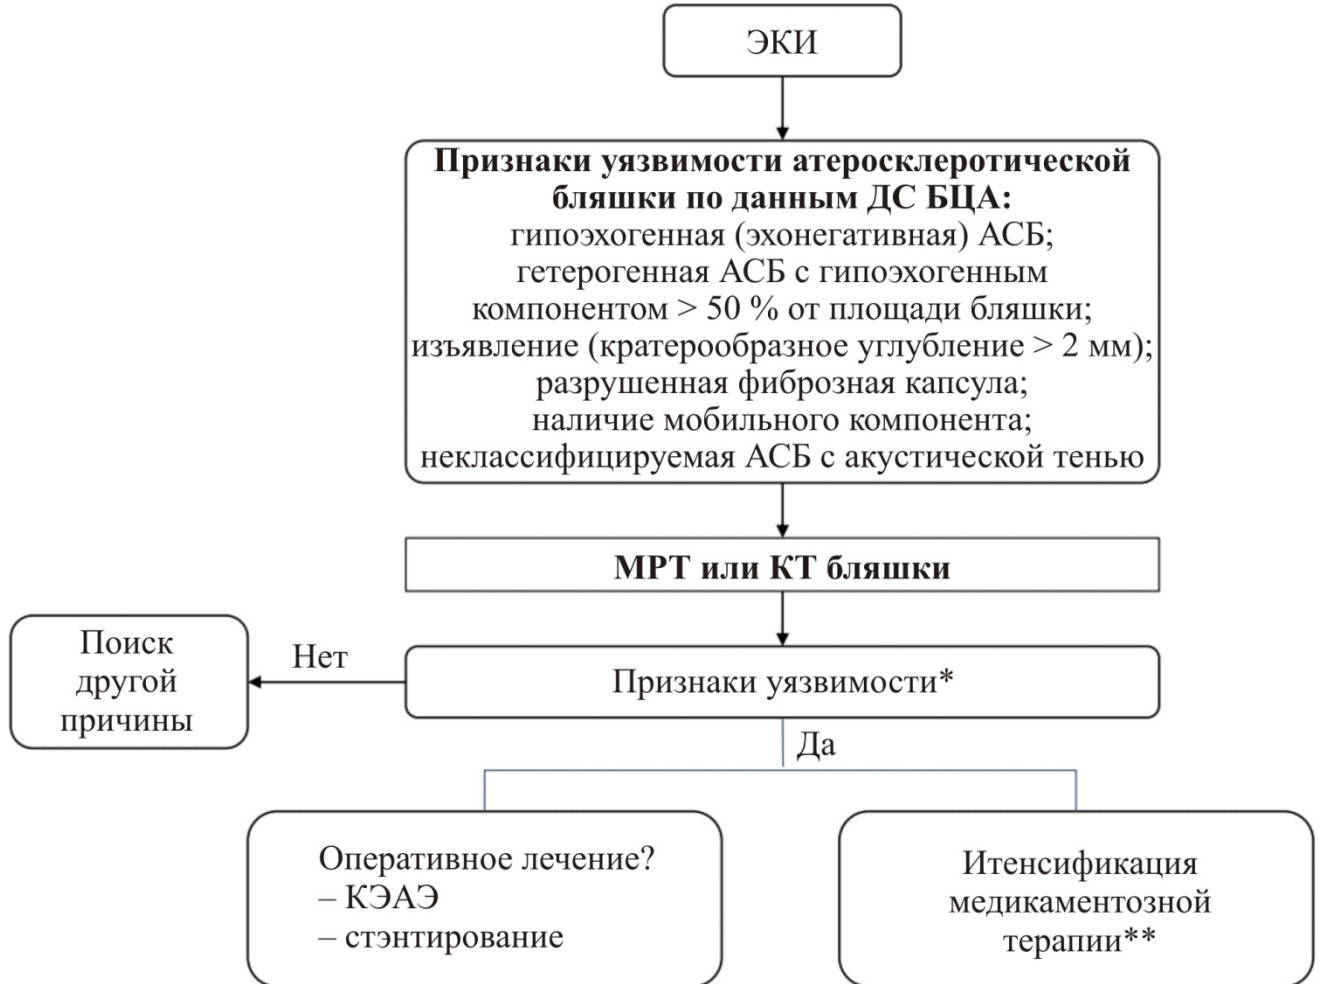 ЭКИ
Признаки уязвимости атеросклеротической
бляшки по данным ДС БЦА:
гипоэхогенная (эхонегативная) АСБ;
гетерогенная АСБ с гипоэхогенным
компонентом > 50 % от площади бляшки;
изъявление (кратерообразное углубление > 2 мм);
разрушенная фиброзная капсула;
наличие мобильного компонента;
неклассифицируемая АСБ с акустической тенью
МРТ или КТ бляшки
Поиск
другой
причины
Нет
Признаки уязвимости*
Да
Оперативное лечение?
– КЭАЭ
– стэнтирование
Итенсификация
медикаментозной
терапии**